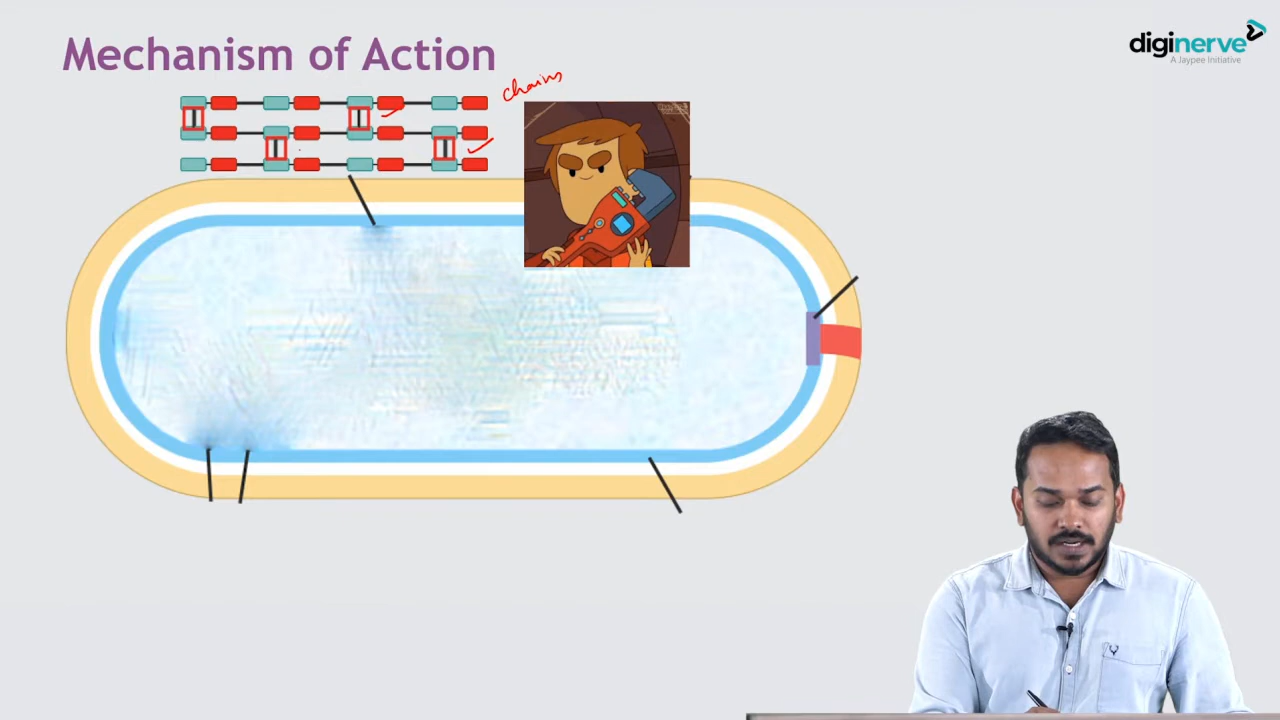 Mechanism of Action
diginerve
A Jaypee Initiative
chains